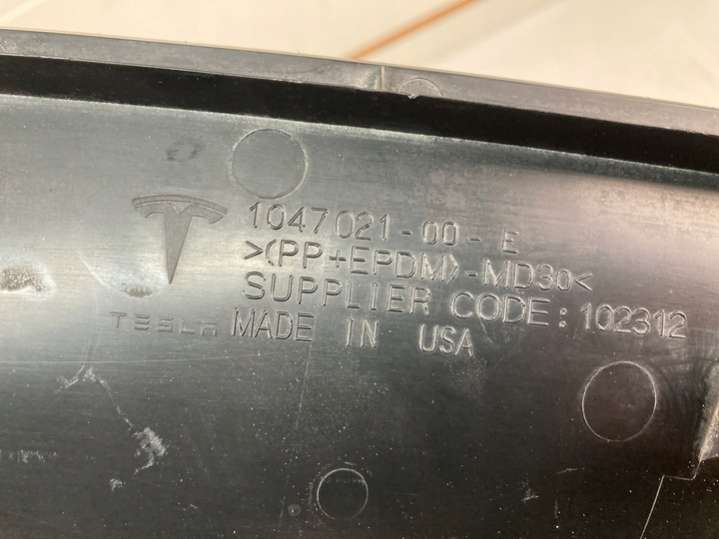 1047021-00-E
>(PP+EPDM)-MD30<
SUPPLIER CODE: 102312
TESLA MADE IN USA